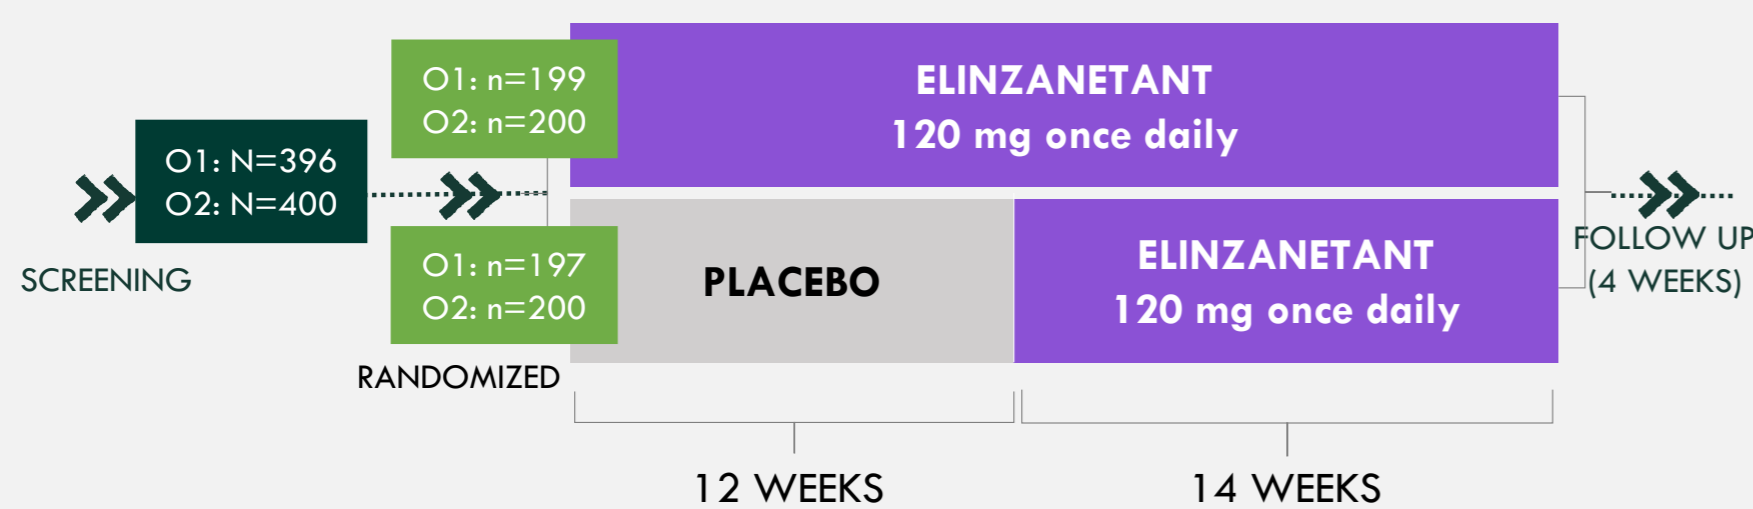 SCREENING
O1: N=396
O2: N=400
O1: n=199
O2: n=200
O1: n=197
O2: n=200
RANDOMIZED
ELINZANETANT
120 mg once daily
PLACEBO
ELINZANETANT
120 mg once daily
12 WEEKS
14 WEEKS
FOLLOW UP
(4 WEEKS)